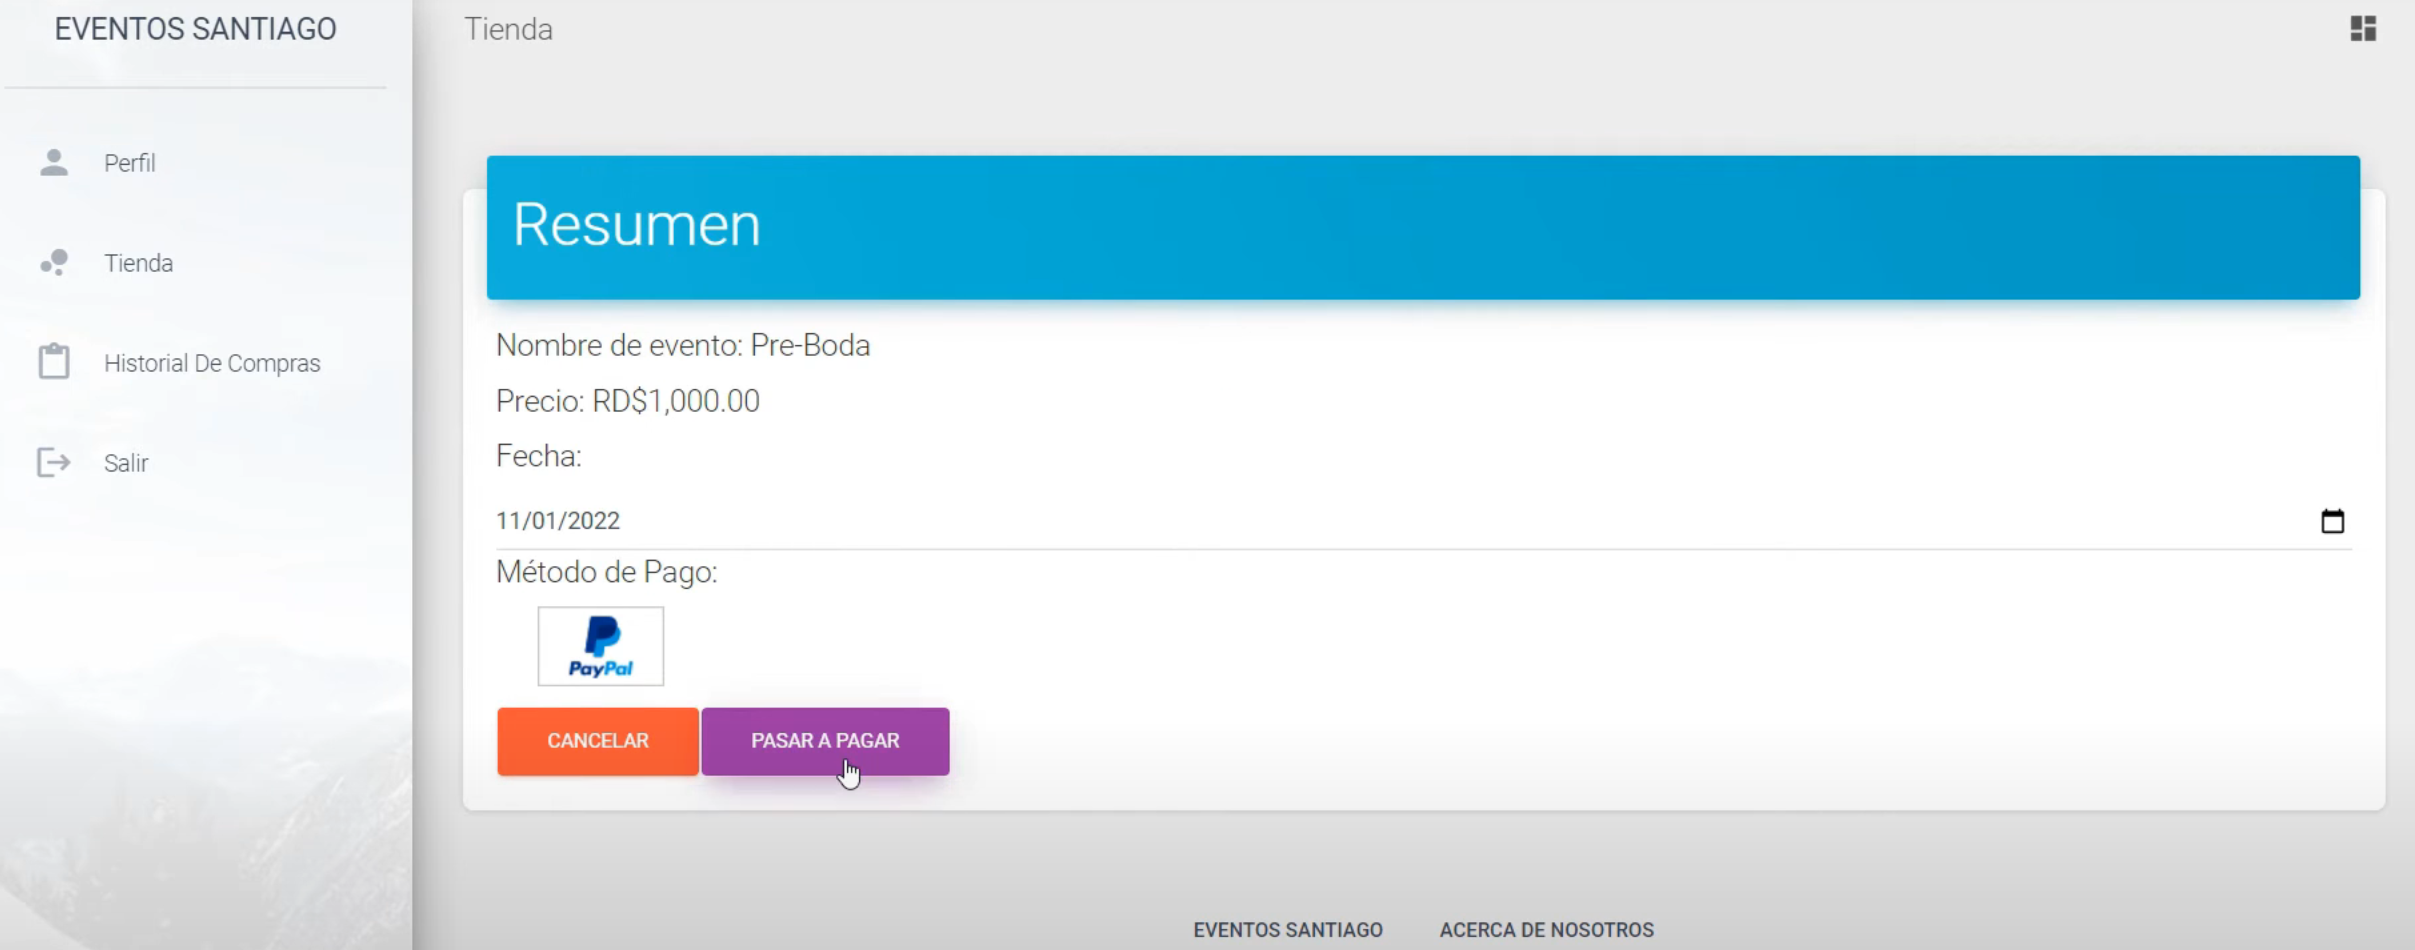 EVENTOS SANTIAGO
Perfil
Tienda
Historial De Compras
Salir
Tienda
Resumen
Nombre de evento: Pre-Boda
Precio: RD$1,000.00
Fecha:
11/01/2022
Método de Pago:
PayPal
CANCELAR
PASAR A PAGAR
EVENTOS SANTIAGO
ACERCA DE NOSOTROS